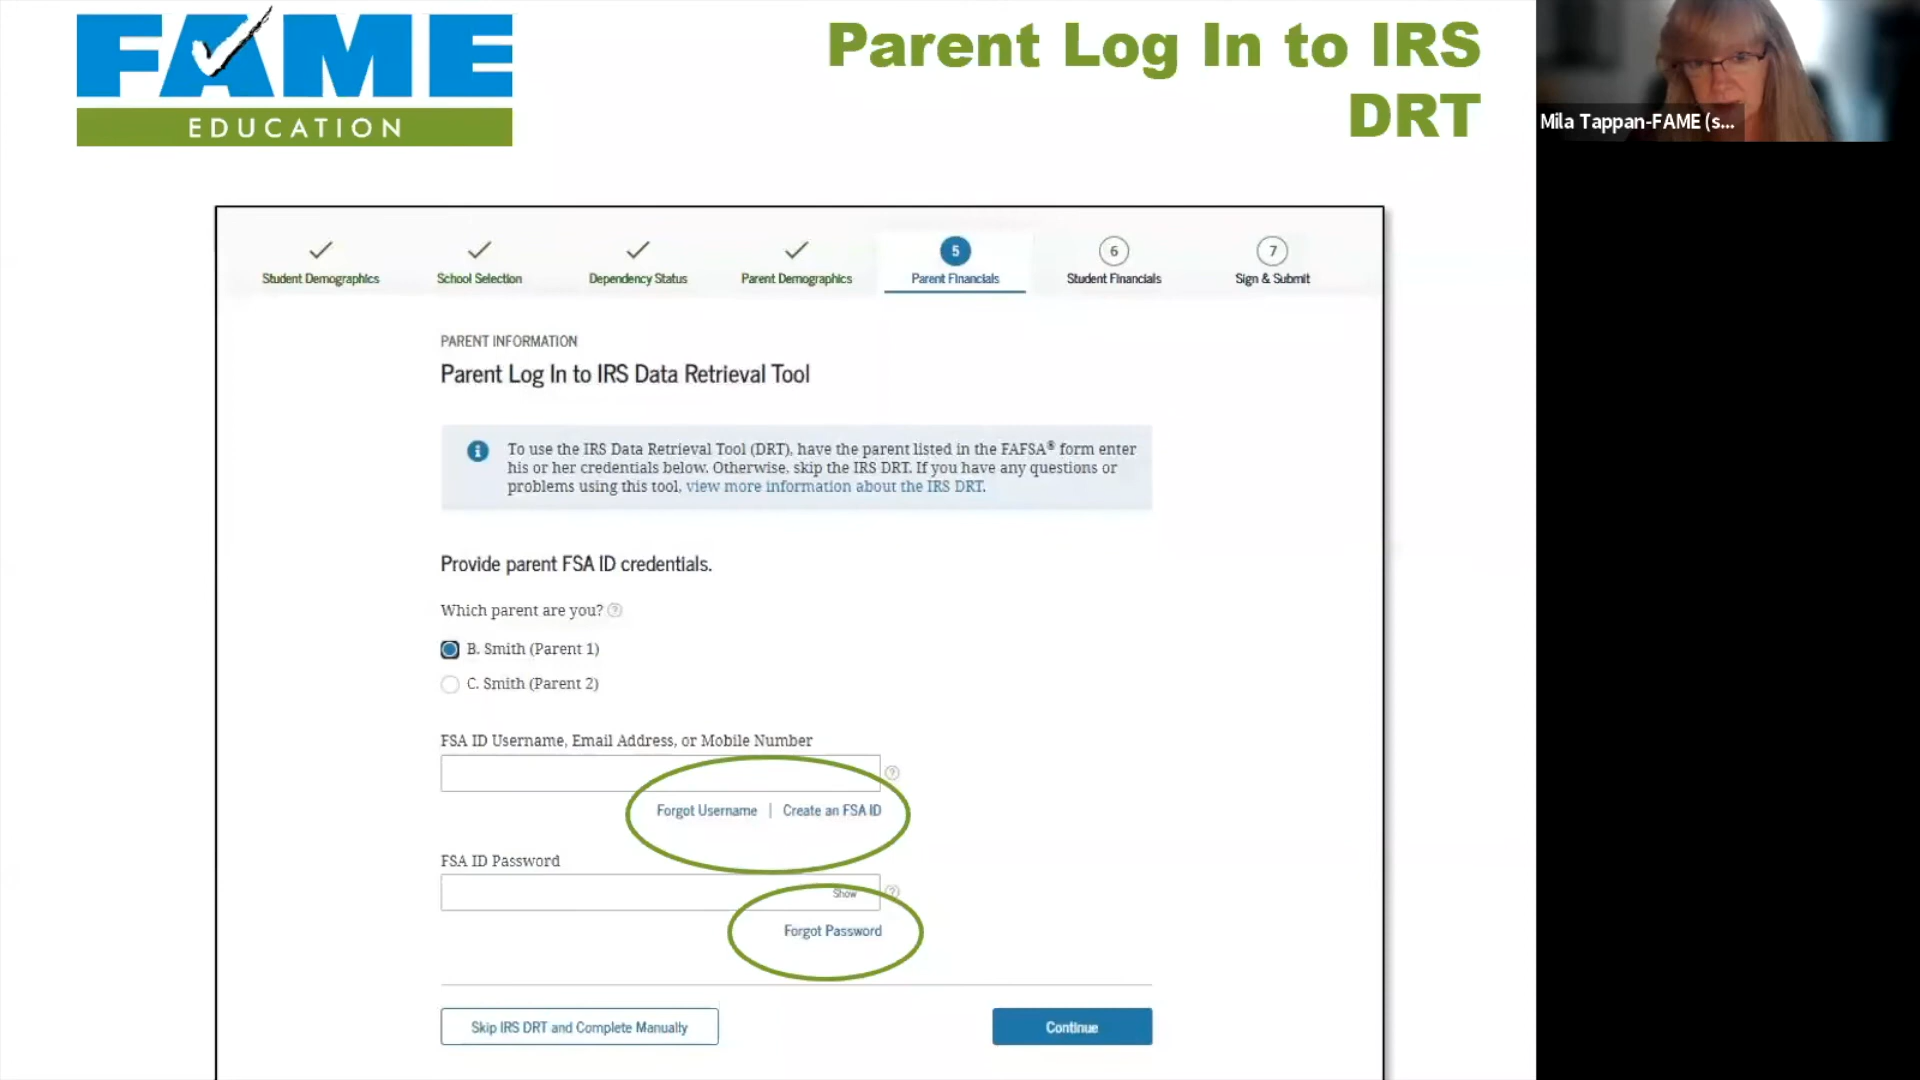 FAME
EDUCATION
Parent Log In to IRS
DRT
Mila Tappan-FAME (s...
Student Demographics
School Selection
Dependency Status
Parent Demographics
5
Parent Financials
6
Student Financials
7
Sign & Submit
PARENT INFORMATION
Parent Log In to IRS Data Retrieval Tool
i
To use the IRS Data Retrieval Tool (DRT), have the parent listed in the FAFSA® form enter
his or her credentials below. Otherwise, skip the IRS DRT. If you have any questions or
problems using this tool, view more information about the IRS DRT.
Provide parent FSA ID credentials.
Which parent are you? ?
B. Smith (Parent 1)
C. Smith (Parent 2)
FSA ID Username, Email Address, or Mobile Number
?
Forgot Username | Create an FSA ID
FSA ID Password
Show ?
Forgot Password
Skip IRS DRT and Complete Manually
Continue